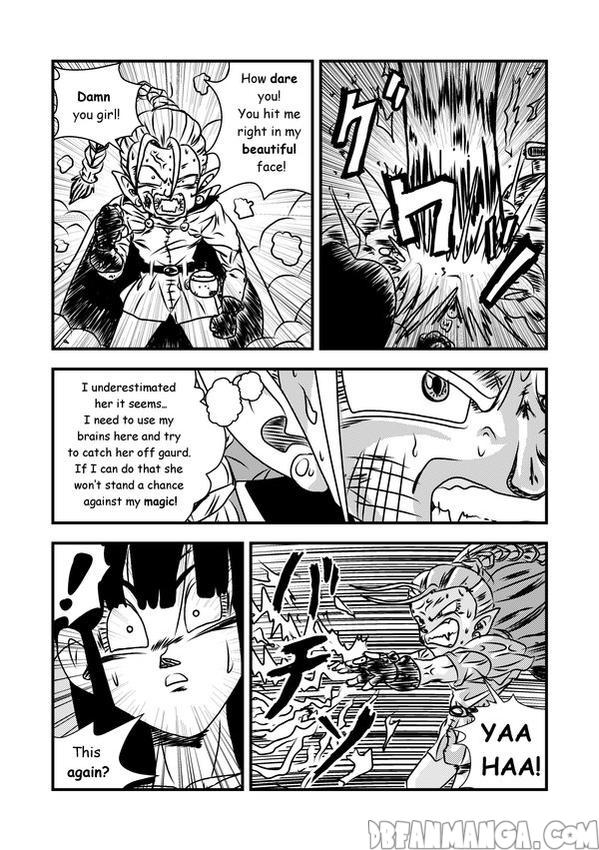 Damn
you girl!
How dare
you!
You hit me
right in my
beautiful
face!
グ
グ
ッ
I underestimated
her it seems...
I need to use my
brains here and try
to catch her off gaurd.
If I can do that she
won't stand a chance
against my magic!
!
This
again?
バ
チ
ッ
YAA
HAA!
DBFANMANGA.COM